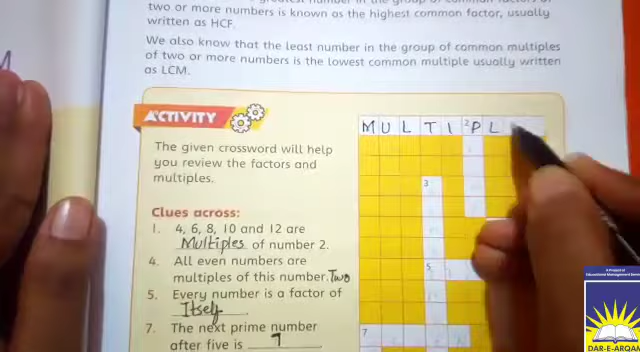 two or more numbers is known as the highest common factor, usually
written as HCF.
We also know that the least number in the group of common multiples
of two or more numbers is the lowest common multiple usually written
as LCM.
ACTIVITY
The given crossword will help
you review the factors and
multiples.
Clues across:
1. 4, 6, 8, 10 and 12 are
Multiples of number 2.
4. All even numbers are
multiples of this number. Two
5. Every number is a factor of
Itself.
7. The next prime number
after five is 7
M U L T I 2 P L
3
5
7
A Project of
Educational Management Services
DAR-E-ARQAM